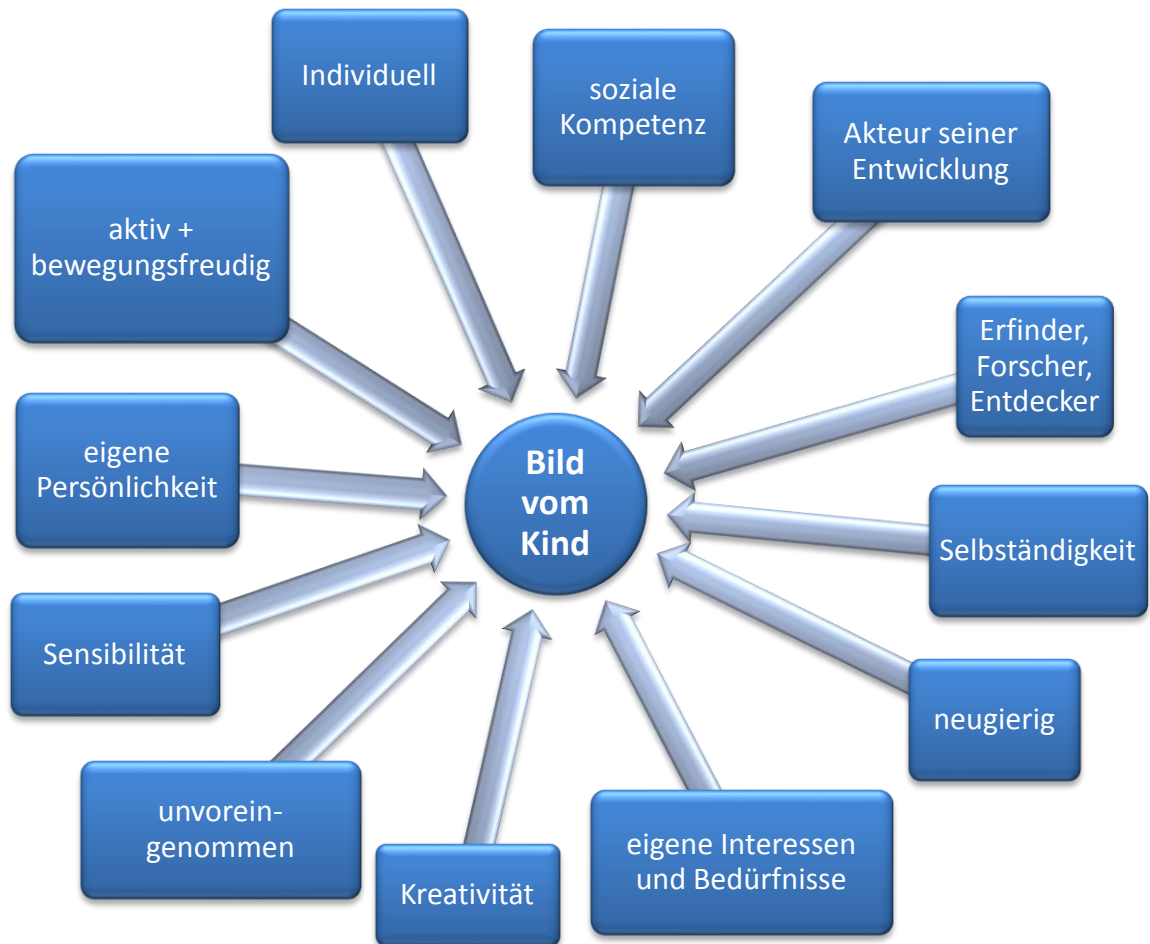 Individuell
soziale
Kompetenz
Akteur seiner
Entwicklung
aktiv +
bewegungsfreudig
Erfinder,
Forscher,
Entdecker
eigene
Persönlichkeit
Bild
vom
Kind
Selbständigkeit
Sensibilität
neugierig
unvorein-
genommen
Kreativität
eigene Interessen
und Bedürfnisse